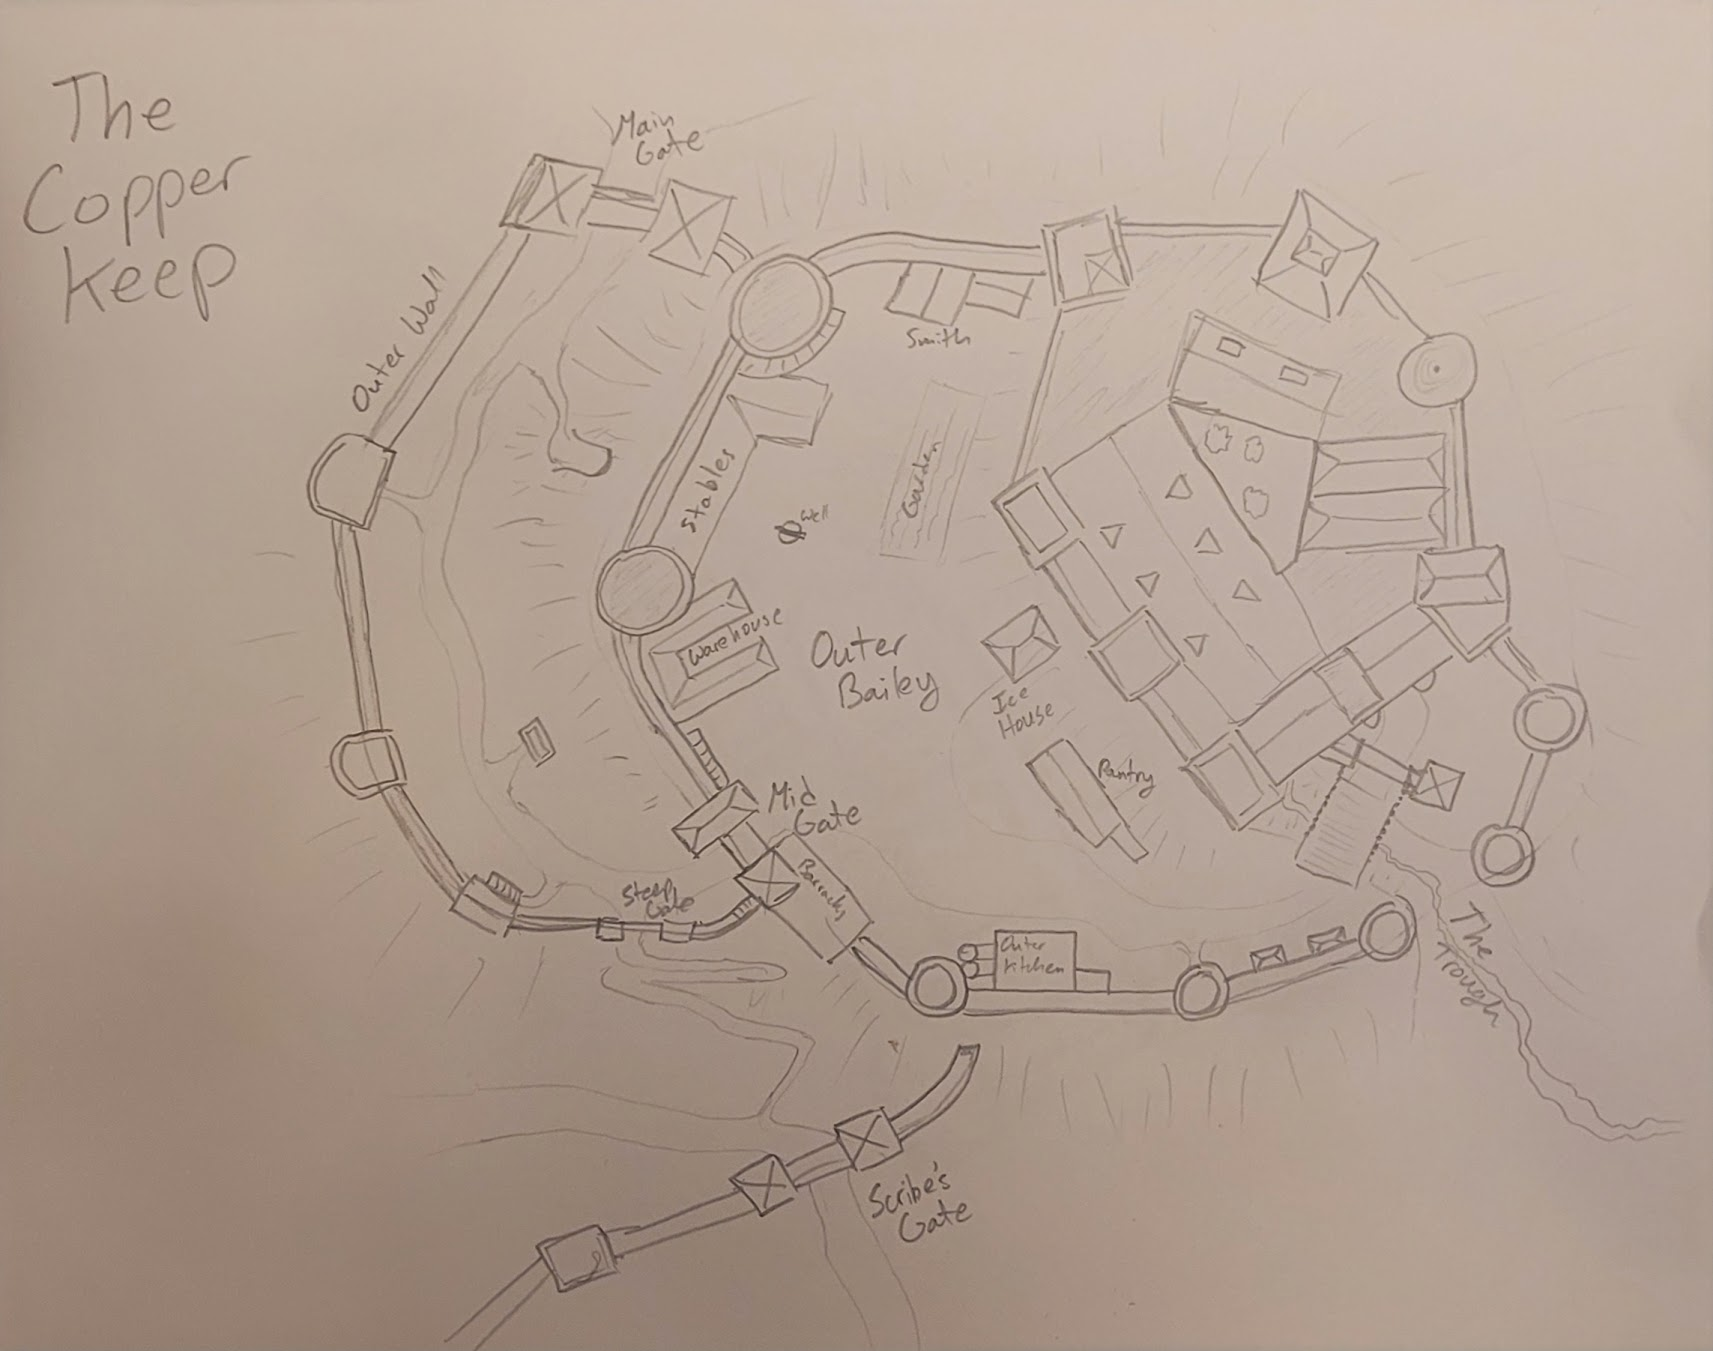 The
Copper
Keep
Main
Gate
Outer Wall
Smith
Stables
Garden
Well
Warehouse
Outer
Bailey
Ice
House
Pantry
Mid
Gate
Barracks
Steep
Gate
Outer
Kitchen
The
Trough
Scribe's
Gate